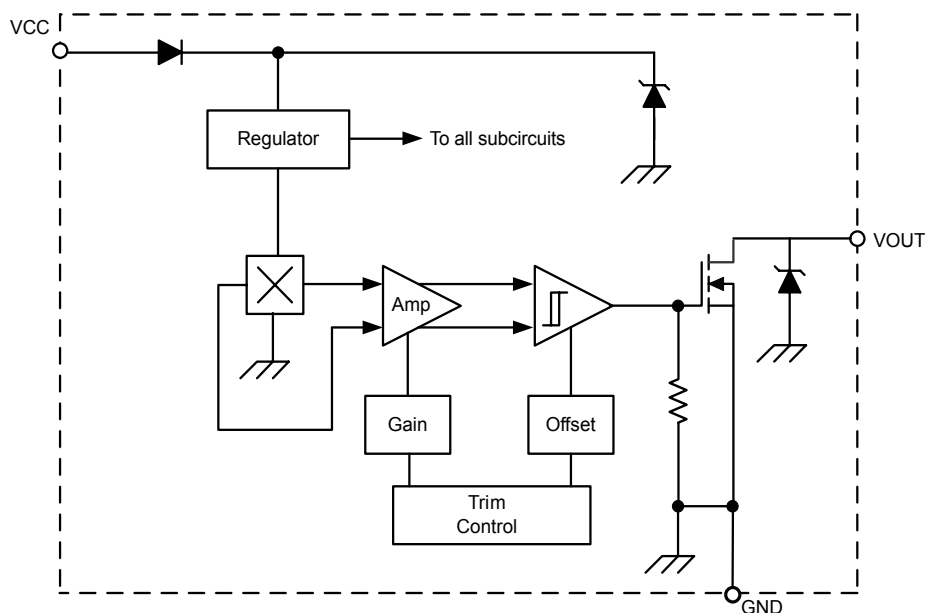 VCC
Regulator
To all subcircuits
VOUT
Amp
Gain
Offset
Trim
Control
GND